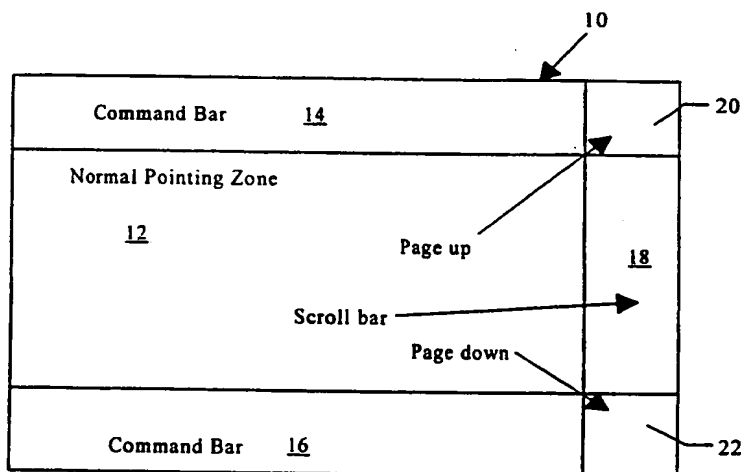 10
Command Bar 14
20
Normal Pointing Zone
12
Page up
18
Scroll bar
Page down
Command Bar 16
22